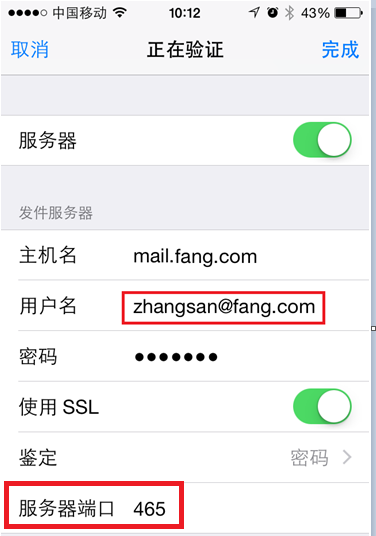 中国移动 10:12 43%
取消 正在验证 完成
服务器
发件服务器
主机名 mail.fang.com
用户名 zhangsan@fang.com
密码 ●●●●●●●
使用 SSL
鉴定 密码
服务器端口 465